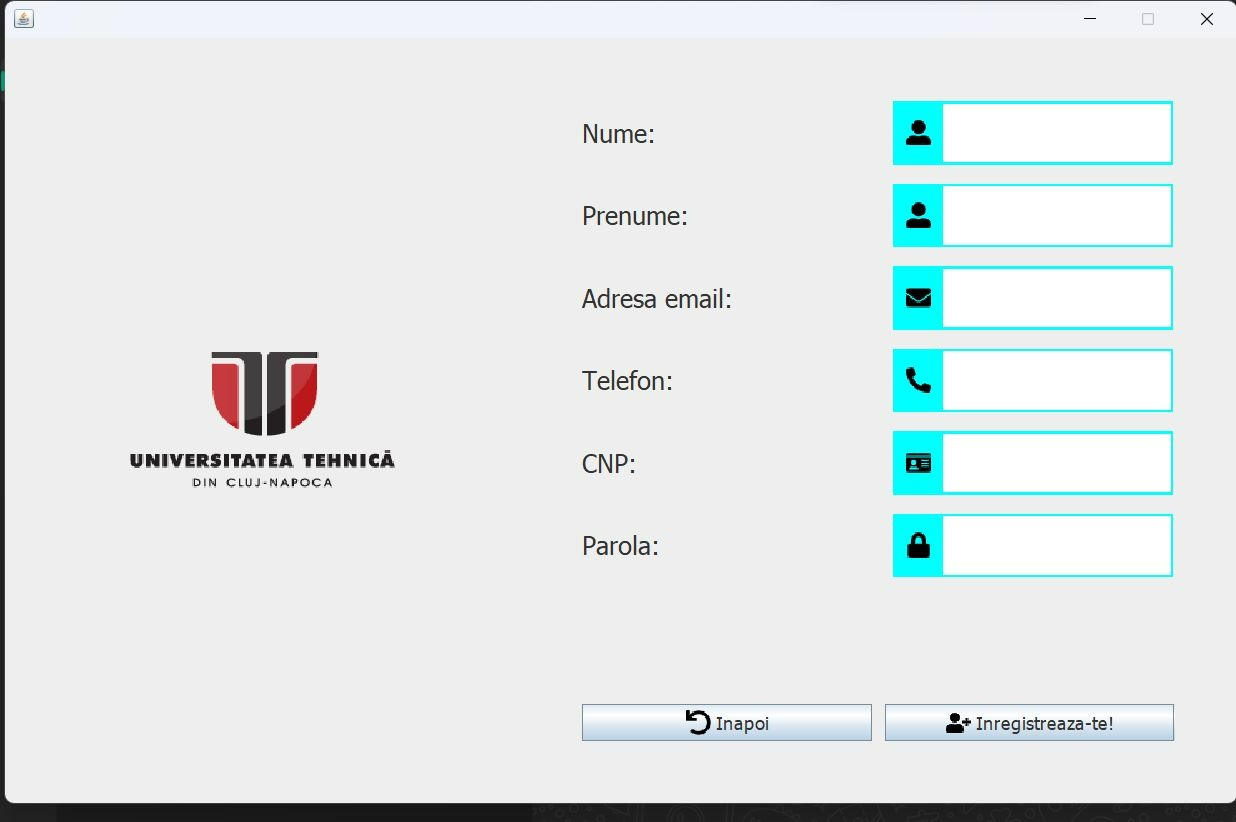 Nume:
Prenume:
Adresa email:
Telefon:
CNP:
Parola:
UNIVERSITATEA TEHNICĂ
DIN CLUJ-NAPOCA
Inapoi
Inregistreaza-te!